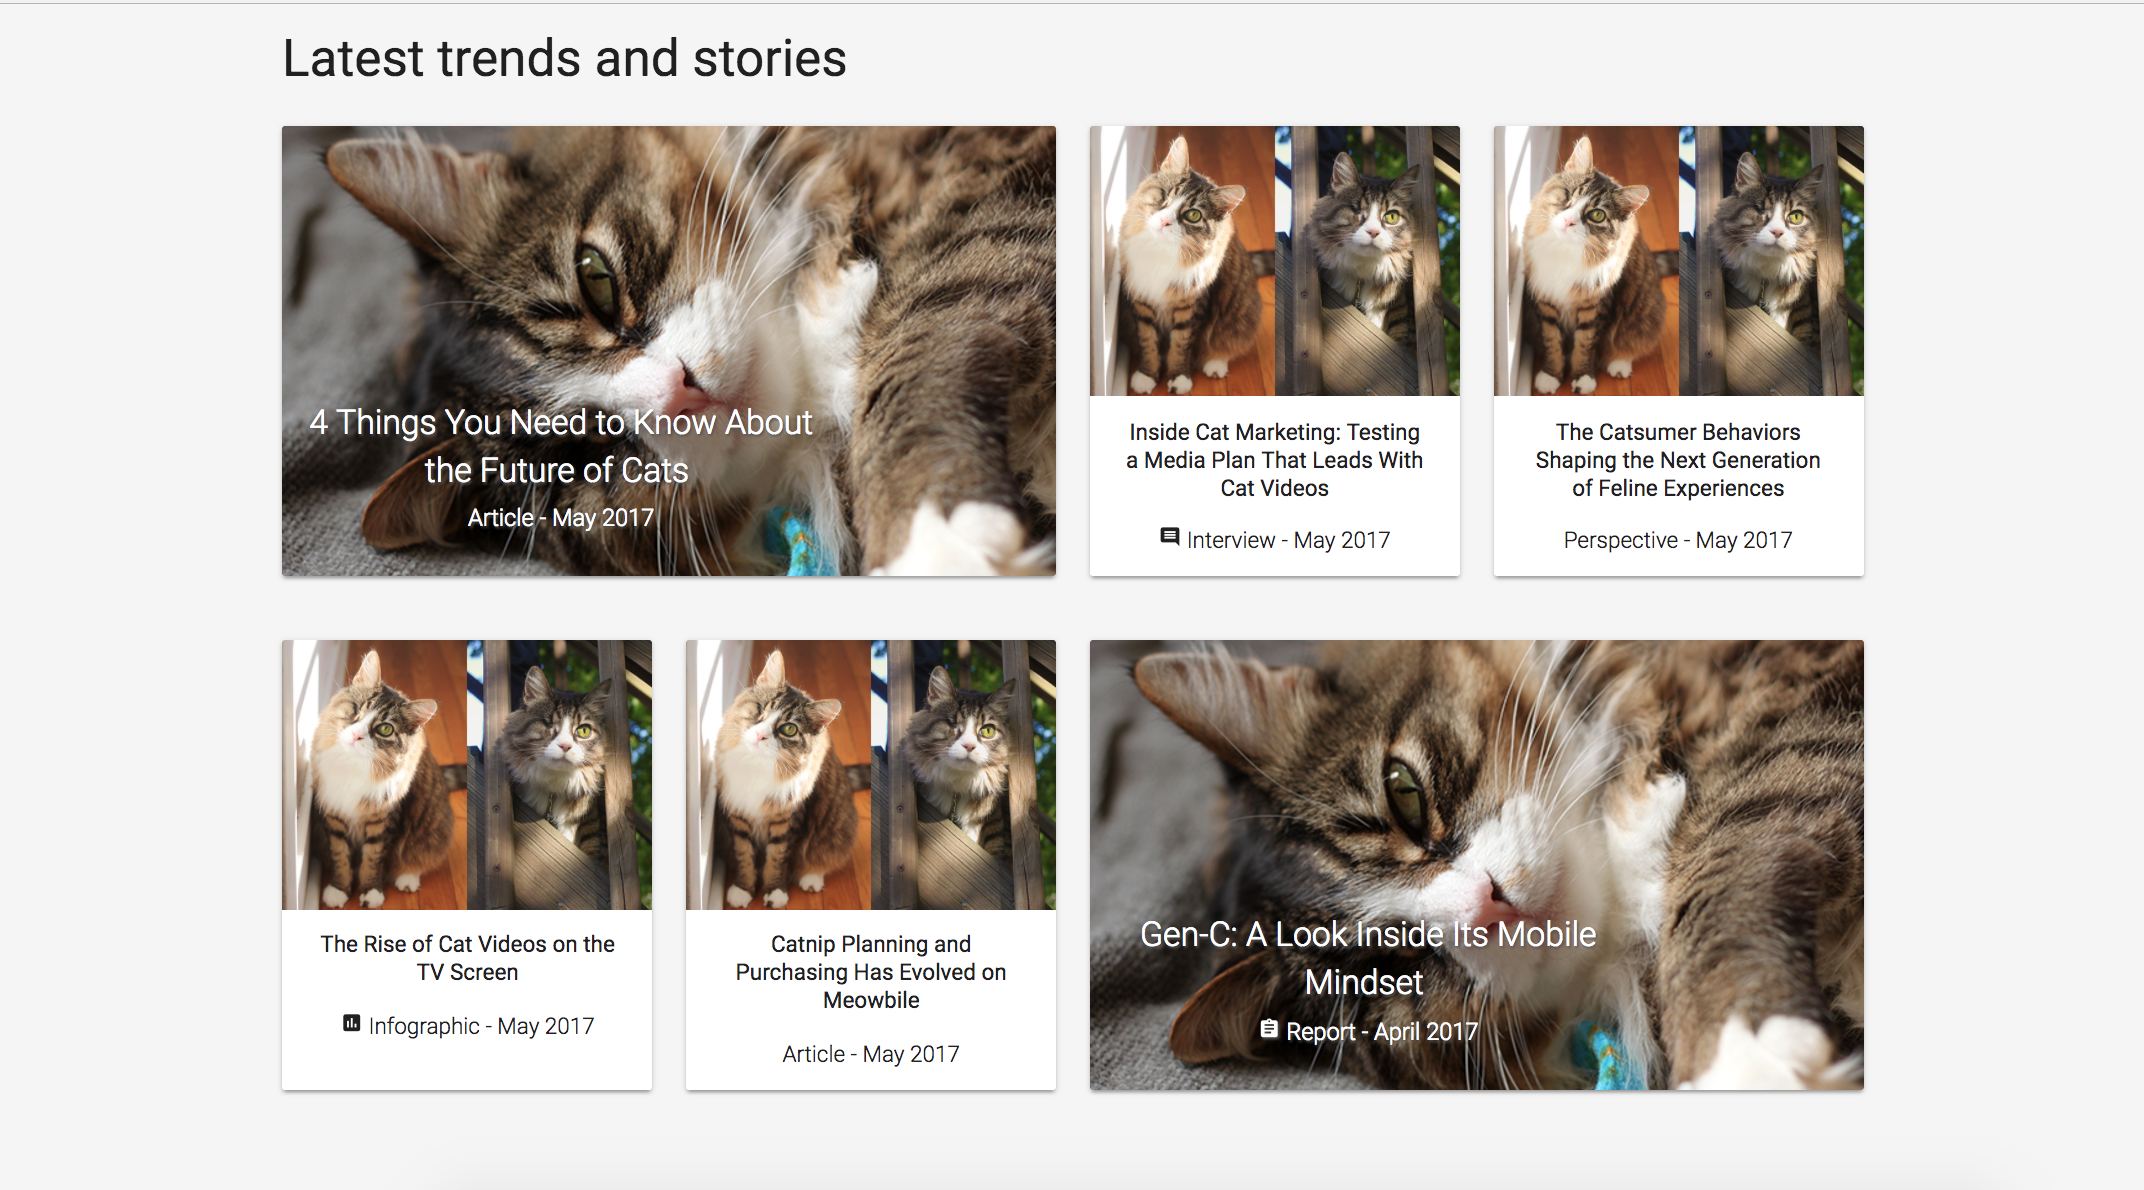 Latest trends and stories
4 Things You Need to Know About
the Future of Cats
Article - May 2017
Inside Cat Marketing: Testing
a Media Plan That Leads With
Cat Videos
Interview - May 2017
The Catsumer Behaviors
Shaping the Next Generation
of Feline Experiences
Perspective - May 2017
The Rise of Cat Videos on the
TV Screen
Infographic - May 2017
Catnip Planning and
Purchasing Has Evolved on
Meowbile
Article - May 2017
Gen-C: A Look Inside Its Mobile
Mindset
Report - April 2017